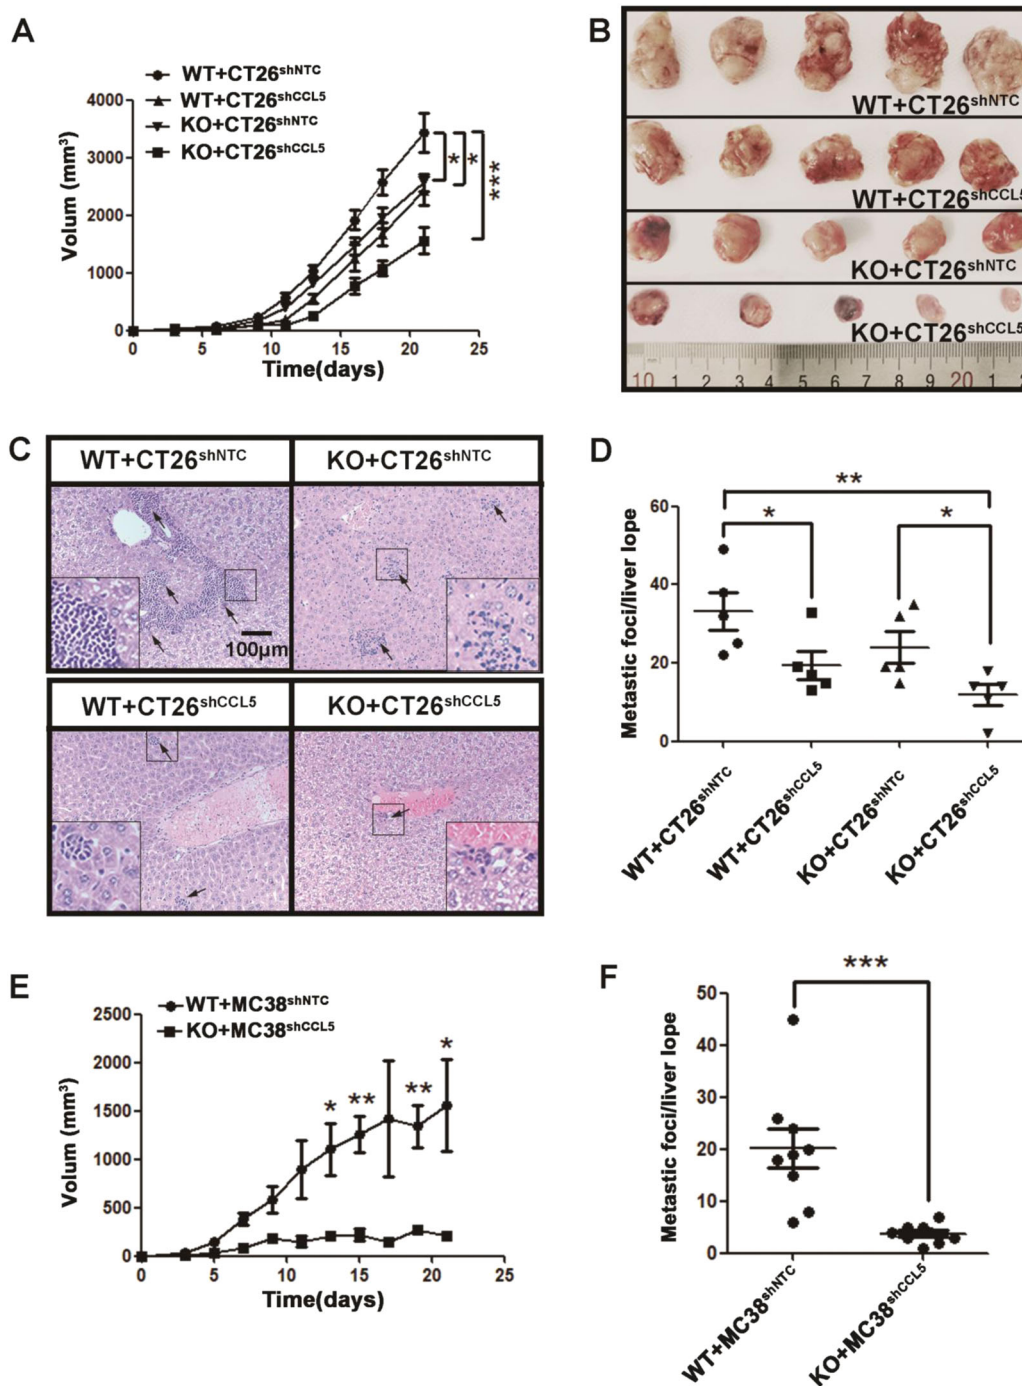 A
WT+CT26shNTC
WT+CT26shCCL5
KO+CT26shNTC
KO+CT26shCCL5
4000
3000
2000
1000
0
Volum (mm³)
0 5 10 15 20 25
Time(days)
*
*
***
B
WT+CT26shNTC
WT+CT26shCCL5
KO+CT26shNTC
KO+CT26shCCL5
10 1 2 3 4 5 6 7 8 9 20 1
C
WT+CT26shNTC
KO+CT26shNTC
100μm
WT+CT26shCCL5
KO+CT26shCCL5
D
60
40
20
0
Metastic foci/liver lope
**
*
*
WT+CT26shNTC
WT+CT26shCCL5
KO+CT26shNTC
KO+CT26shCCL5
E
WT+MC38shNTC
KO+MC38shCCL5
2500
2000
1500
1000
500
0
Volum (mm³)
* ** ** *
0 5 10 15 20 25
Time(days)
F
***
50
40
30
20
10
0
Metastic foci/liver lope
WT+MC38shNTC
KO+MC38shCCL5